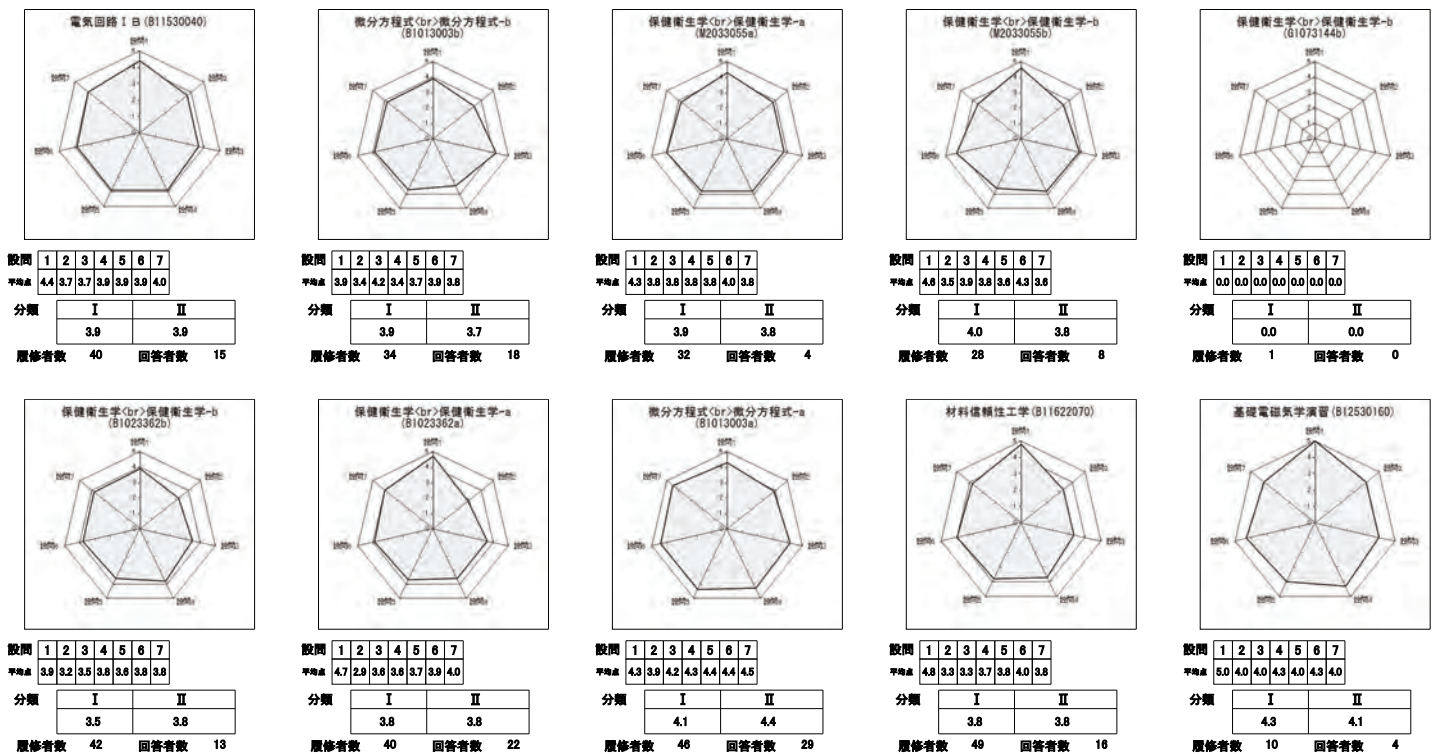 電気回路ⅠB(B11530040)
設問 1 2 3 4 5 6 7
平均点 4.4 3.7 3.7 3.9 3.9 3.9 4.0
分類 Ⅰ Ⅱ
3.9 3.9
履修者数 40 回答者数 15
微分方程式<br>微分方程式-b
(B1013003b)
設問 1 2 3 4 5 6 7
平均点 3.9 3.4 4.2 3.4 3.7 3.9 3.8
分類 Ⅰ Ⅱ
3.9 3.7
履修者数 34 回答者数 18
保健衛生学<br>保健衛生学-a
(M2033055a)
設問 1 2 3 4 5 6 7
平均点 4.3 3.8 3.8 3.8 3.8 4.0 3.8
分類 Ⅰ Ⅱ
3.9 3.8
履修者数 32 回答者数 4
保健衛生学<br>保健衛生学-b
(M2033055b)
設問 1 2 3 4 5 6 7
平均点 4.6 3.5 3.9 3.8 3.6 4.3 3.6
分類 Ⅰ Ⅱ
4.0 3.8
履修者数 28 回答者数 8
保健衛生学<br>保健衛生学-b
(G1073144b)
設問 1 2 3 4 5 6 7
平均点 0.0 0.0 0.0 0.0 0.0 0.0 0.0
分類 Ⅰ Ⅱ
0.0 0.0
履修者数 1 回答者数 0
保健衛生学<br>保健衛生学-b
(B1023362b)
設問 1 2 3 4 5 6 7
平均点 3.9 3.2 3.5 3.8 3.6 3.8 3.8
分類 Ⅰ Ⅱ
3.5 3.8
履修者数 42 回答者数 13
保健衛生学<br>保健衛生学-a
(B1023362a)
設問 1 2 3 4 5 6 7
平均点 4.7 2.9 3.6 3.6 3.7 3.9 4.0
分類 Ⅰ Ⅱ
3.8 3.8
履修者数 40 回答者数 22
微分方程式<br>微分方程式-a
(B1013003a)
設問 1 2 3 4 5 6 7
平均点 4.3 3.9 4.2 4.3 4.4 4.4 4.5
分類 Ⅰ Ⅱ
4.1 4.4
履修者数 46 回答者数 29
材料信頼性工学(B11622070)
設問 1 2 3 4 5 6 7
平均点 4.8 3.3 3.3 3.7 3.8 4.0 3.8
分類 Ⅰ Ⅱ
3.8 3.8
履修者数 49 回答者数 16
基礎電磁気学演習(B12530160)
設問 1 2 3 4 5 6 7
平均点 5.0 4.0 4.0 4.3 4.0 4.3 4.0
分類 Ⅰ Ⅱ
4.3 4.1
履修者数 10 回答者数 4